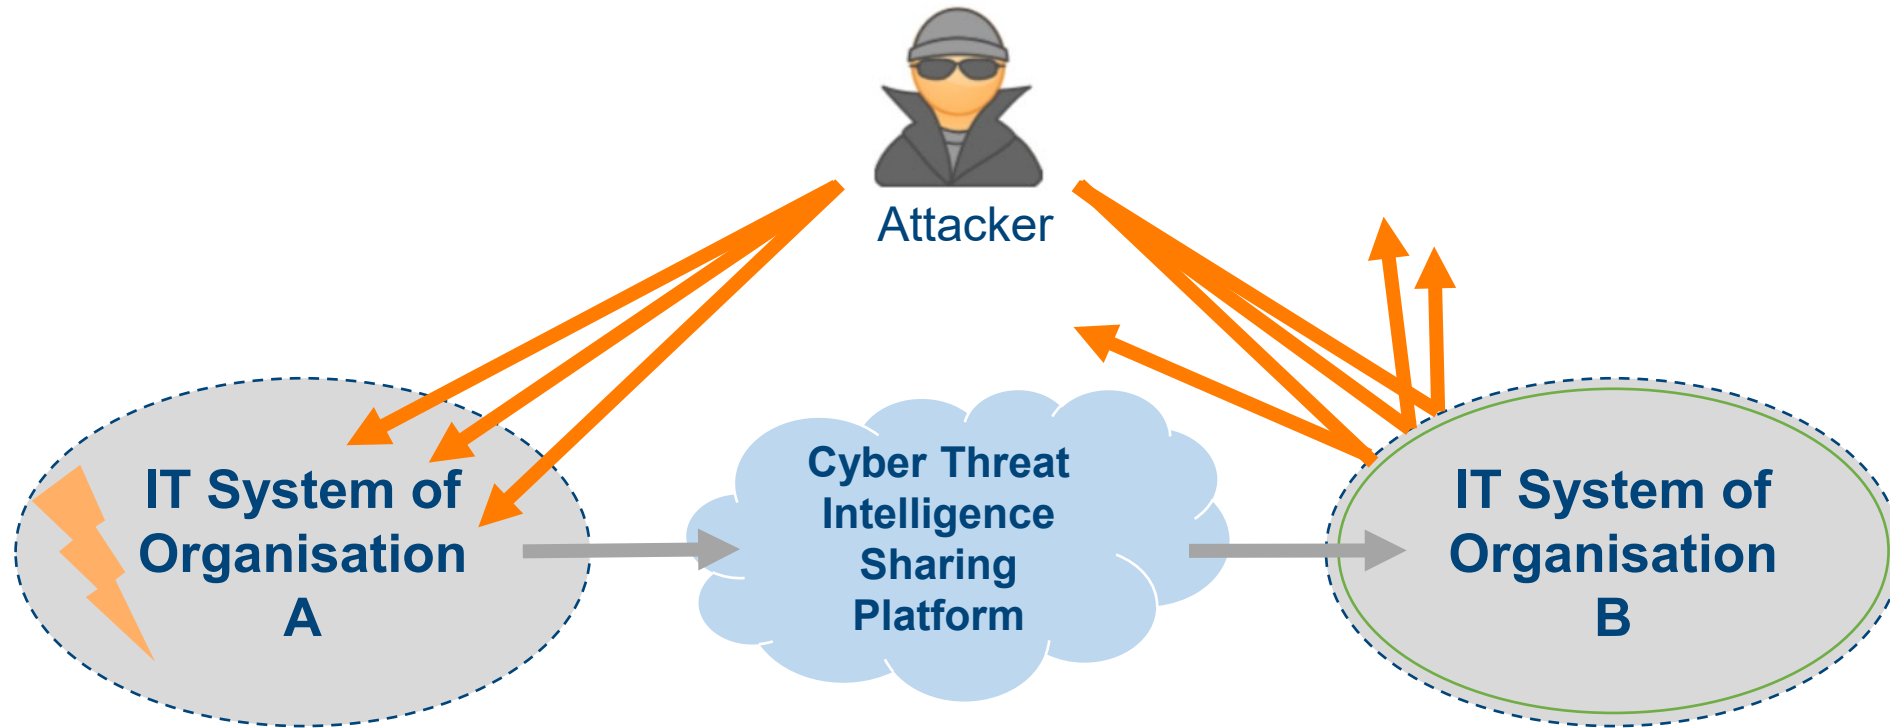 Attacker
IT System of
Organisation
A
Cyber Threat
Intelligence
Sharing
Platform
IT System of
Organisation
B